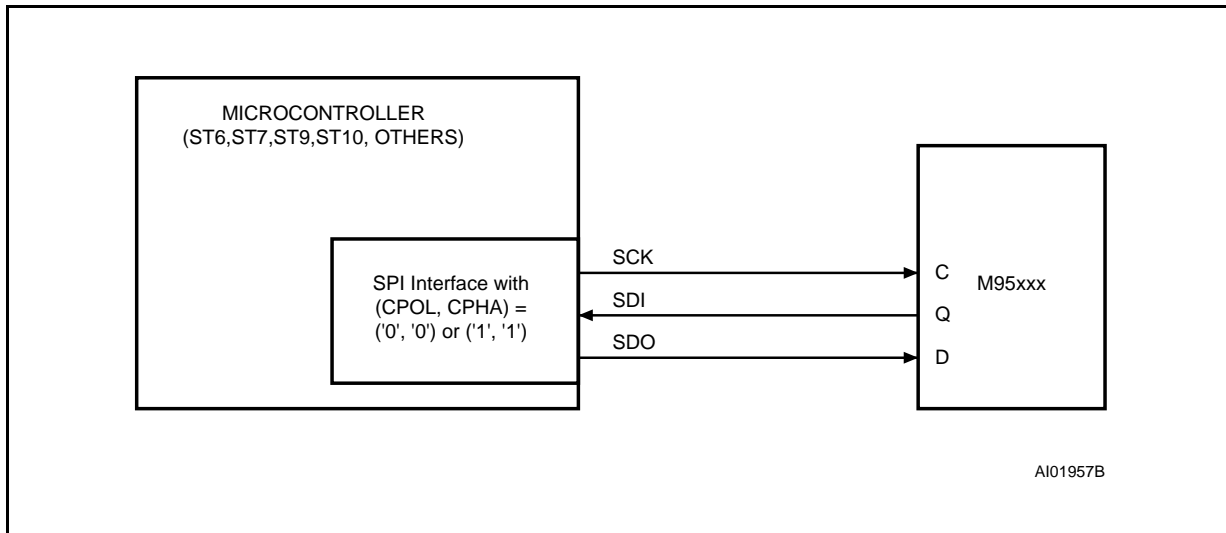 MICROCONTROLLER
(ST6,ST7,ST9,ST10, OTHERS)
SPI Interface with
(CPOL, CPHA) =
('0', '0') or ('1', '1')
SCK
SDI
SDO
C
Q
D
M95xxx
AI01957B